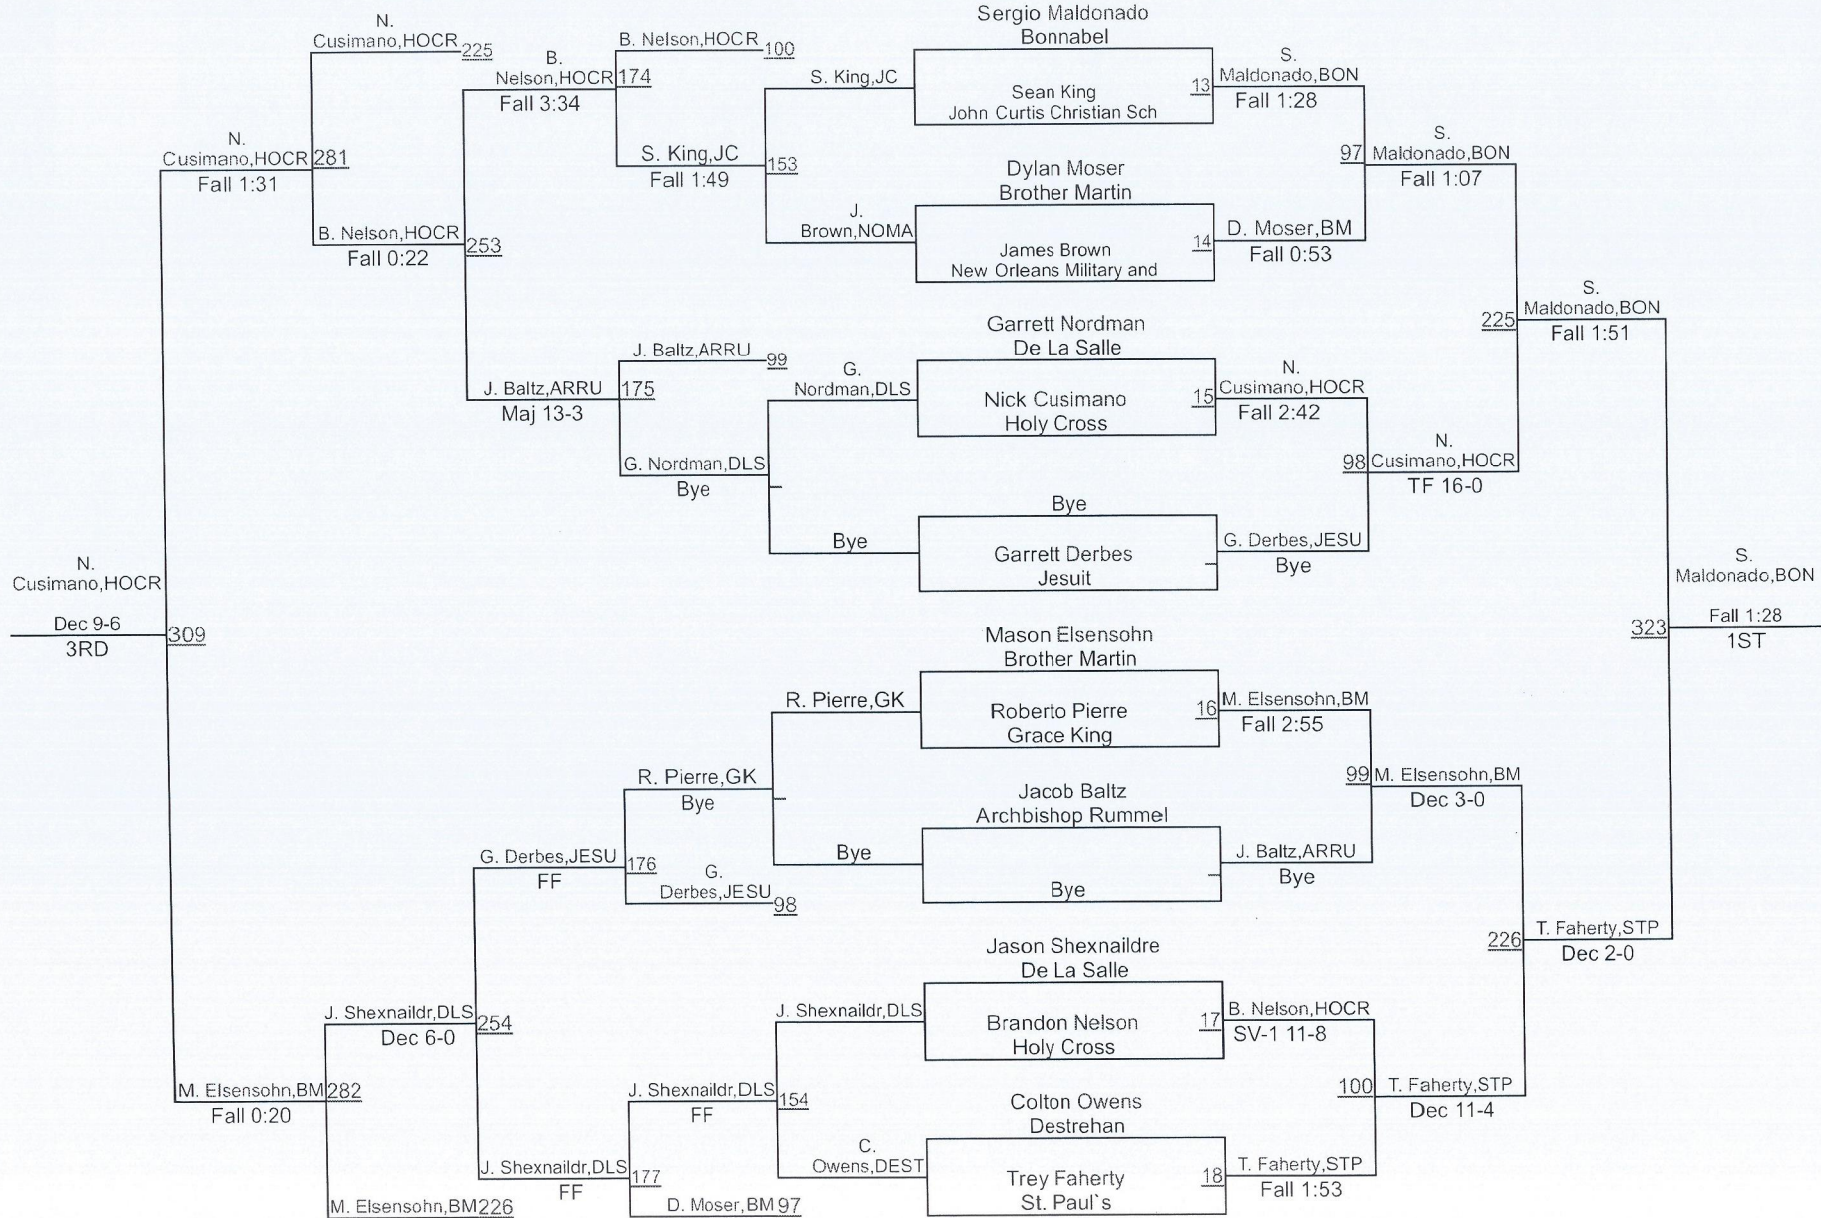 Sergio Maldonado
Bonnabel
Sean King
John Curtis Christian Sch
13
Dylan Moser
Brother Martin
James Brown
New Orleans Military and
14
Garrett Nordman
De La Salle
Nick Cusimano
Holy Cross
15
Bye
Garrett Derbes
Jesuit
Mason Elsensohn
Brother Martin
Roberto Pierre
Grace King
16
Jacob Baltz
Archbishop Rummel
Bye
Jason Shexnaildre
De La Salle
Brandon Nelson
Holy Cross
17
Colton Owens
Destrehan
Trey Faherty
St. Paul`s
18
S.
Maldonado,BON
Fall 1:28
D. Moser,BM
Fall 0:53
N.
Cusimano,HOCR
Fall 2:42
G. Derbes,JESU
Bye
M. Elsensohn,BM
Fall 2:55
J. Baltz,ARRU
Bye
B. Nelson,HOCR
SV-1 11-8
T. Faherty,STP
Fall 1:53
97
S.
Maldonado,BON
Fall 1:07
98
N.
Cusimano,HOCR
TF 16-0
99
M. Elsensohn,BM
Dec 3-0
100
T. Faherty,STP
Dec 11-4
225
S.
Maldonado,BON
Fall 1:51
226
T. Faherty,STP
Dec 2-0
323
S.
Maldonado,BON
Fall 1:28
1ST
S. King,JC
J.
Brown,NOMA
G.
Nordman,DLS
Bye
R. Pierre,GK
Bye
J. Shexnaildr,DLS
C.
Owens,DEST
B. Nelson,HOCR
100
S. King,JC
Fall 1:49
153
J. Baltz,ARRU
99
G. Nordman,DLS
Bye
R. Pierre,GK
Bye
G.
Derbes,JESU
98
J. Shexnaildr,DLS
FF
154
D. Moser,BM
97
B.
Nelson,HOCR
Fall 3:34
174
J. Baltz,ARRU
Maj 13-3
175
G. Derbes,JESU
FF
176
J. Shexnaildr,DLS
FF
177
N.
Cusimano,HOCR
225
B. Nelson,HOCR
Fall 0:22
253
J. Shexnaildr,DLS
Dec 6-0
254
M. Elsensohn,BM
226
N.
Cusimano,HOCR
Fall 1:31
281
M. Elsensohn,BM
Fall 0:20
282
N.
Cusimano,HOCR
Dec 9-6
3RD
309